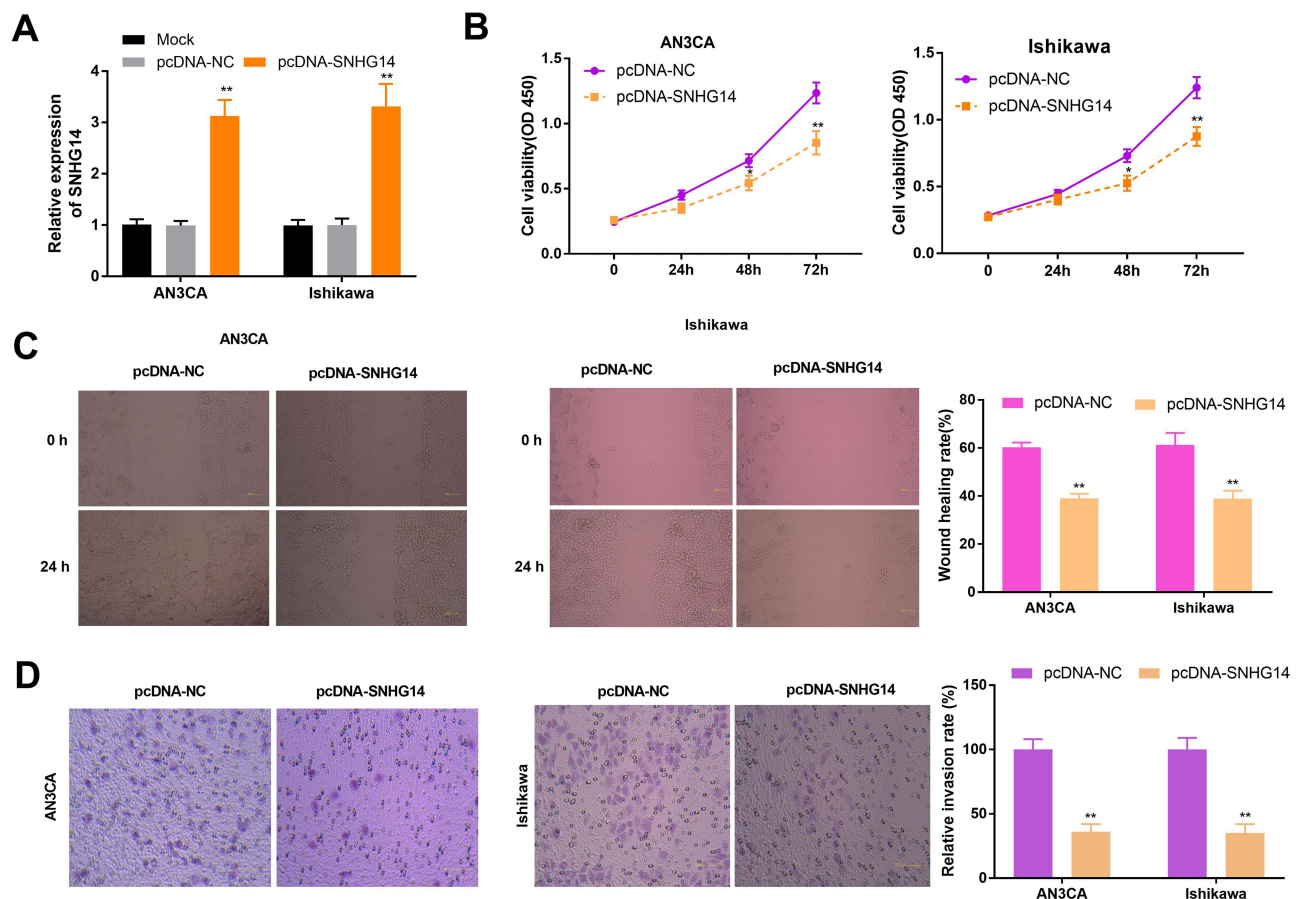 A
Mock
pcDNA-NC
pcDNA-SNHG14
Relative expression
of SNHG14
4
3
2
1
0
**
**
AN3CA
Ishikawa
B
AN3CA
pcDNA-NC
pcDNA-SNHG14
Cell viability(OD 450)
1.5
1.0
0.5
0.0
*
**
0
24h
48h
72h
Ishikawa
pcDNA-NC
pcDNA-SNHG14
Cell viability(OD 450)
1.5
1.0
0.5
0.0
*
**
0
24h
48h
72h
C
AN3CA
pcDNA-NC
pcDNA-SNHG14
0 h
24 h
Ishikawa
pcDNA-NC
pcDNA-SNHG14
0 h
24 h
pcDNA-NC
pcDNA-SNHG14
Wound healing rate(%)
80
60
40
20
0
**
**
AN3CA
Ishikawa
D
pcDNA-NC
pcDNA-SNHG14
AN3CA
pcDNA-NC
pcDNA-SNHG14
Ishikawa
pcDNA-NC
pcDNA-SNHG14
Relative invasion rate (%)
150
100
50
0
**
**
AN3CA
Ishikawa